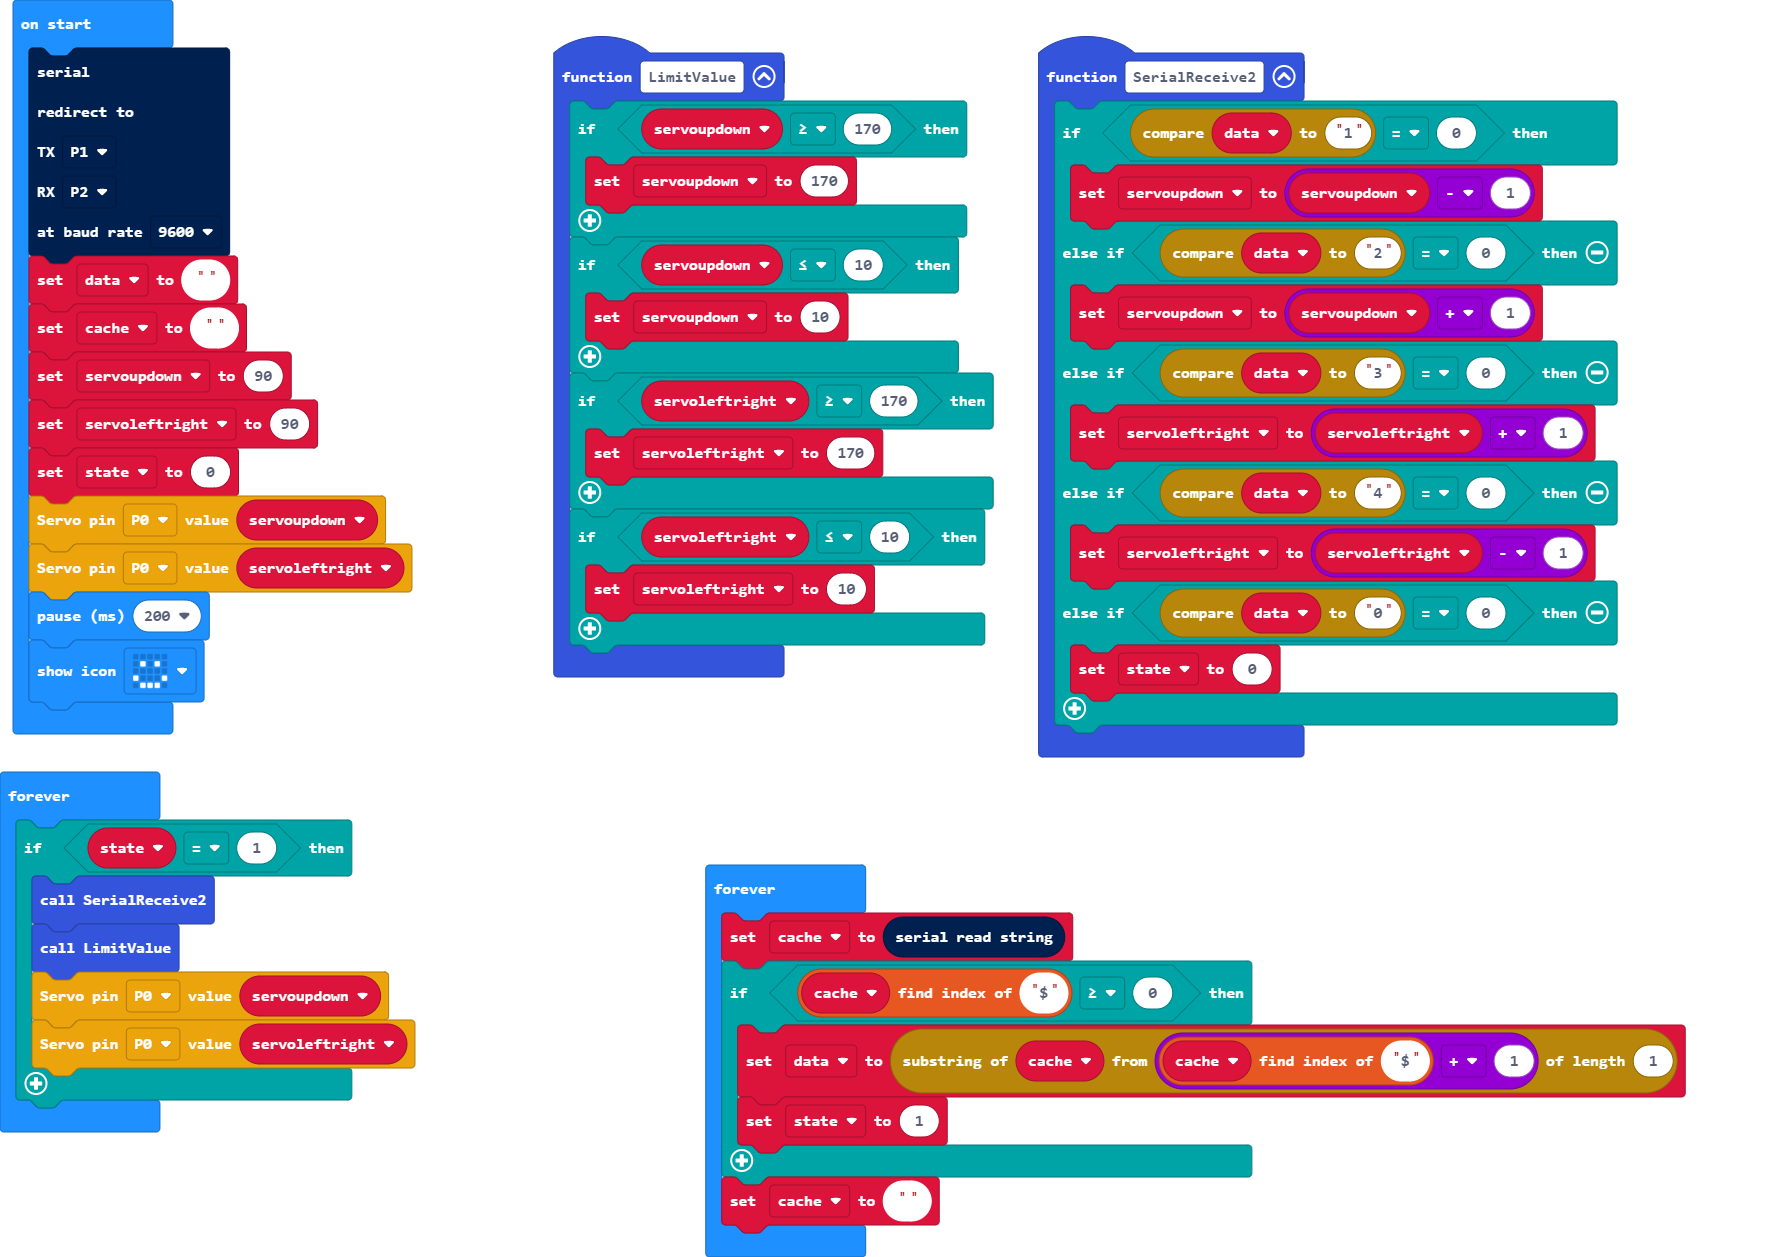 on start
serial
redirect to
TX P1
RX P2
at baud rate 9600
set data to " "
set cache to " "
set servoupdown to 90
set servoleftright to 90
set state to 0
Servo pin P0 value servoupdown
Servo pin P0 value servoleftright
pause (ms) 200
show icon
function LimitValue
if servoupdown ≥ 170 then
set servoupdown to 170
if servoupdown ≤ 10 then
set servoupdown to 10
if servoleftright ≥ 170 then
set servoleftright to 170
if servoleftright ≤ 10 then
set servoleftright to 10
function SerialReceive2
if compare data to "1" = 0 then
set servoupdown to servoupdown - 1
else if compare data to "2" = 0 then
set servoupdown to servoupdown + 1
else if compare data to "3" = 0 then
set servoleftright to servoleftright + 1
else if compare data to "4" = 0 then
set servoleftright to servoleftright - 1
else if compare data to "0" = 0 then
set state to 0
forever
if state = 1 then
call SerialReceive2
call LimitValue
Servo pin P0 value servoupdown
Servo pin P0 value servoleftright
forever
set cache to serial read string
if cache find index of "$" ≥ 0 then
set data to substring of cache from cache find index of "$" + 1 of length 1
set state to 1
set cache to " "